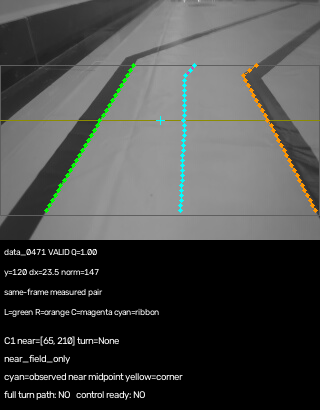 data_0471 VALID Q=1.00
y=120 dx=23.5 norm=147
same-frame measured pair
L=green R=orange C=magenta cyan=ribbon
C1 near=[65, 210] turn=None
near_field_only
cyan=observed near midpoint yellow=corner
full turn path: NO control ready: NO